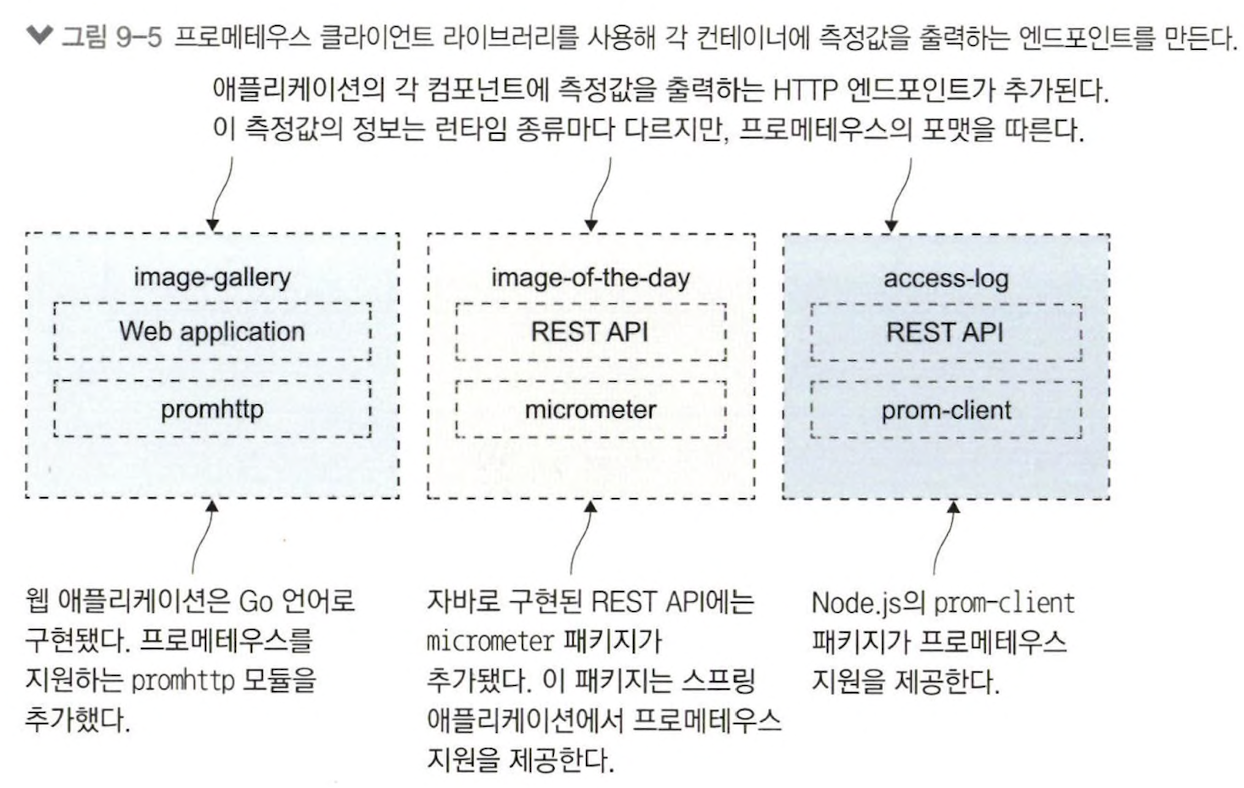 그림 9-5 프로메테우스 클라이언트 라이브러리를 사용해 각 컨테이너에 측정값을 출력하는 엔드포인트를 만든다.
애플리케이션의 각 컴포넌트에 측정값을 출력하는 HTTP 엔드포인트가 추가된다.
이 측정값의 정보는 런타임 종류마다 다르지만, 프로메테우스의 포맷을 따른다.
image-gallery
Web application
promhttp
image-of-the-day
REST API
micrometer
access-log
REST API
prom-client
웹 애플리케이션은 Go 언어로
구현됐다. 프로메테우스를
지원하는 promhttp 모듈을
추가했다.
자바로 구현된 REST API에는
micrometer 패키지가
추가됐다. 이 패키지는 스프링
애플리케이션에서 프로메테우스
지원을 제공한다.
Node.js의 prom-client
패키지가 프로메테우스
지원을 제공한다.